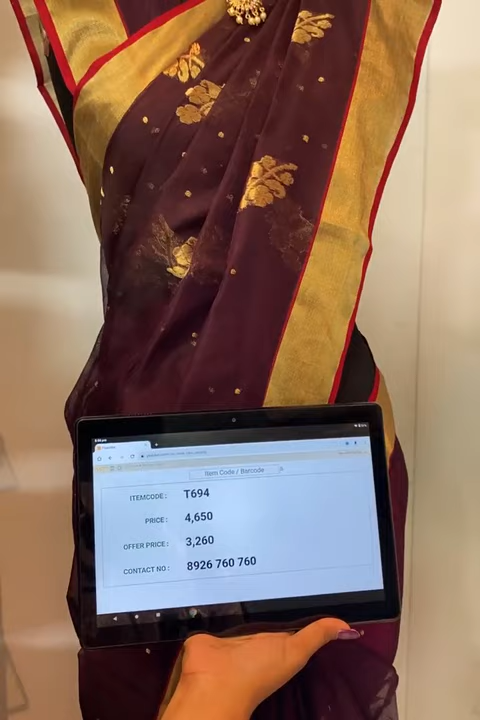 Item Code / Barcode
ITEMCODE : T694
PRICE : 4,650
OFFER PRICE : 3,260
CONTACT NO : 8926 760 760